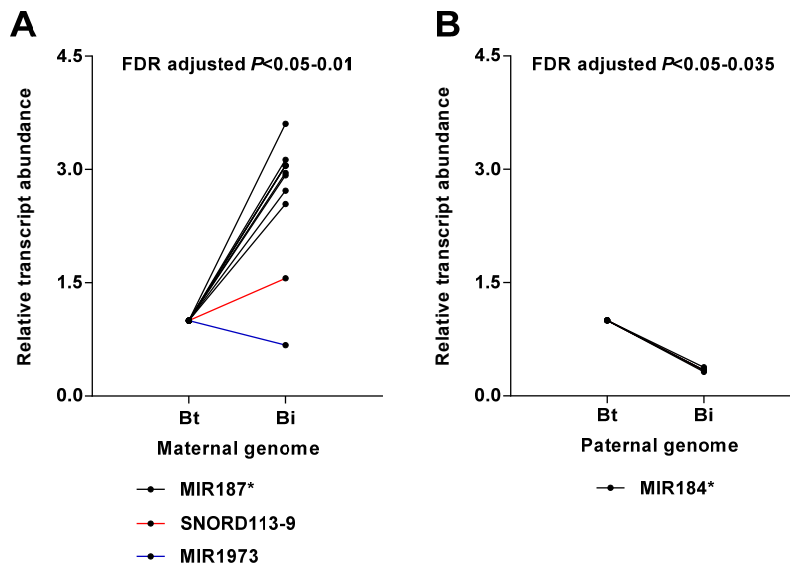 A
FDR adjusted P<0.05-0.01
Relative transcript abundance
4.5
3.0
1.5
0.0
Bt Bi
Maternal genome
MIR187*
SNORD113-9
MIR1973
B
FDR adjusted P<0.05-0.035
Relative transcript abundance
4.5
3.0
1.5
0.0
Bt Bi
Paternal genome
MIR184*